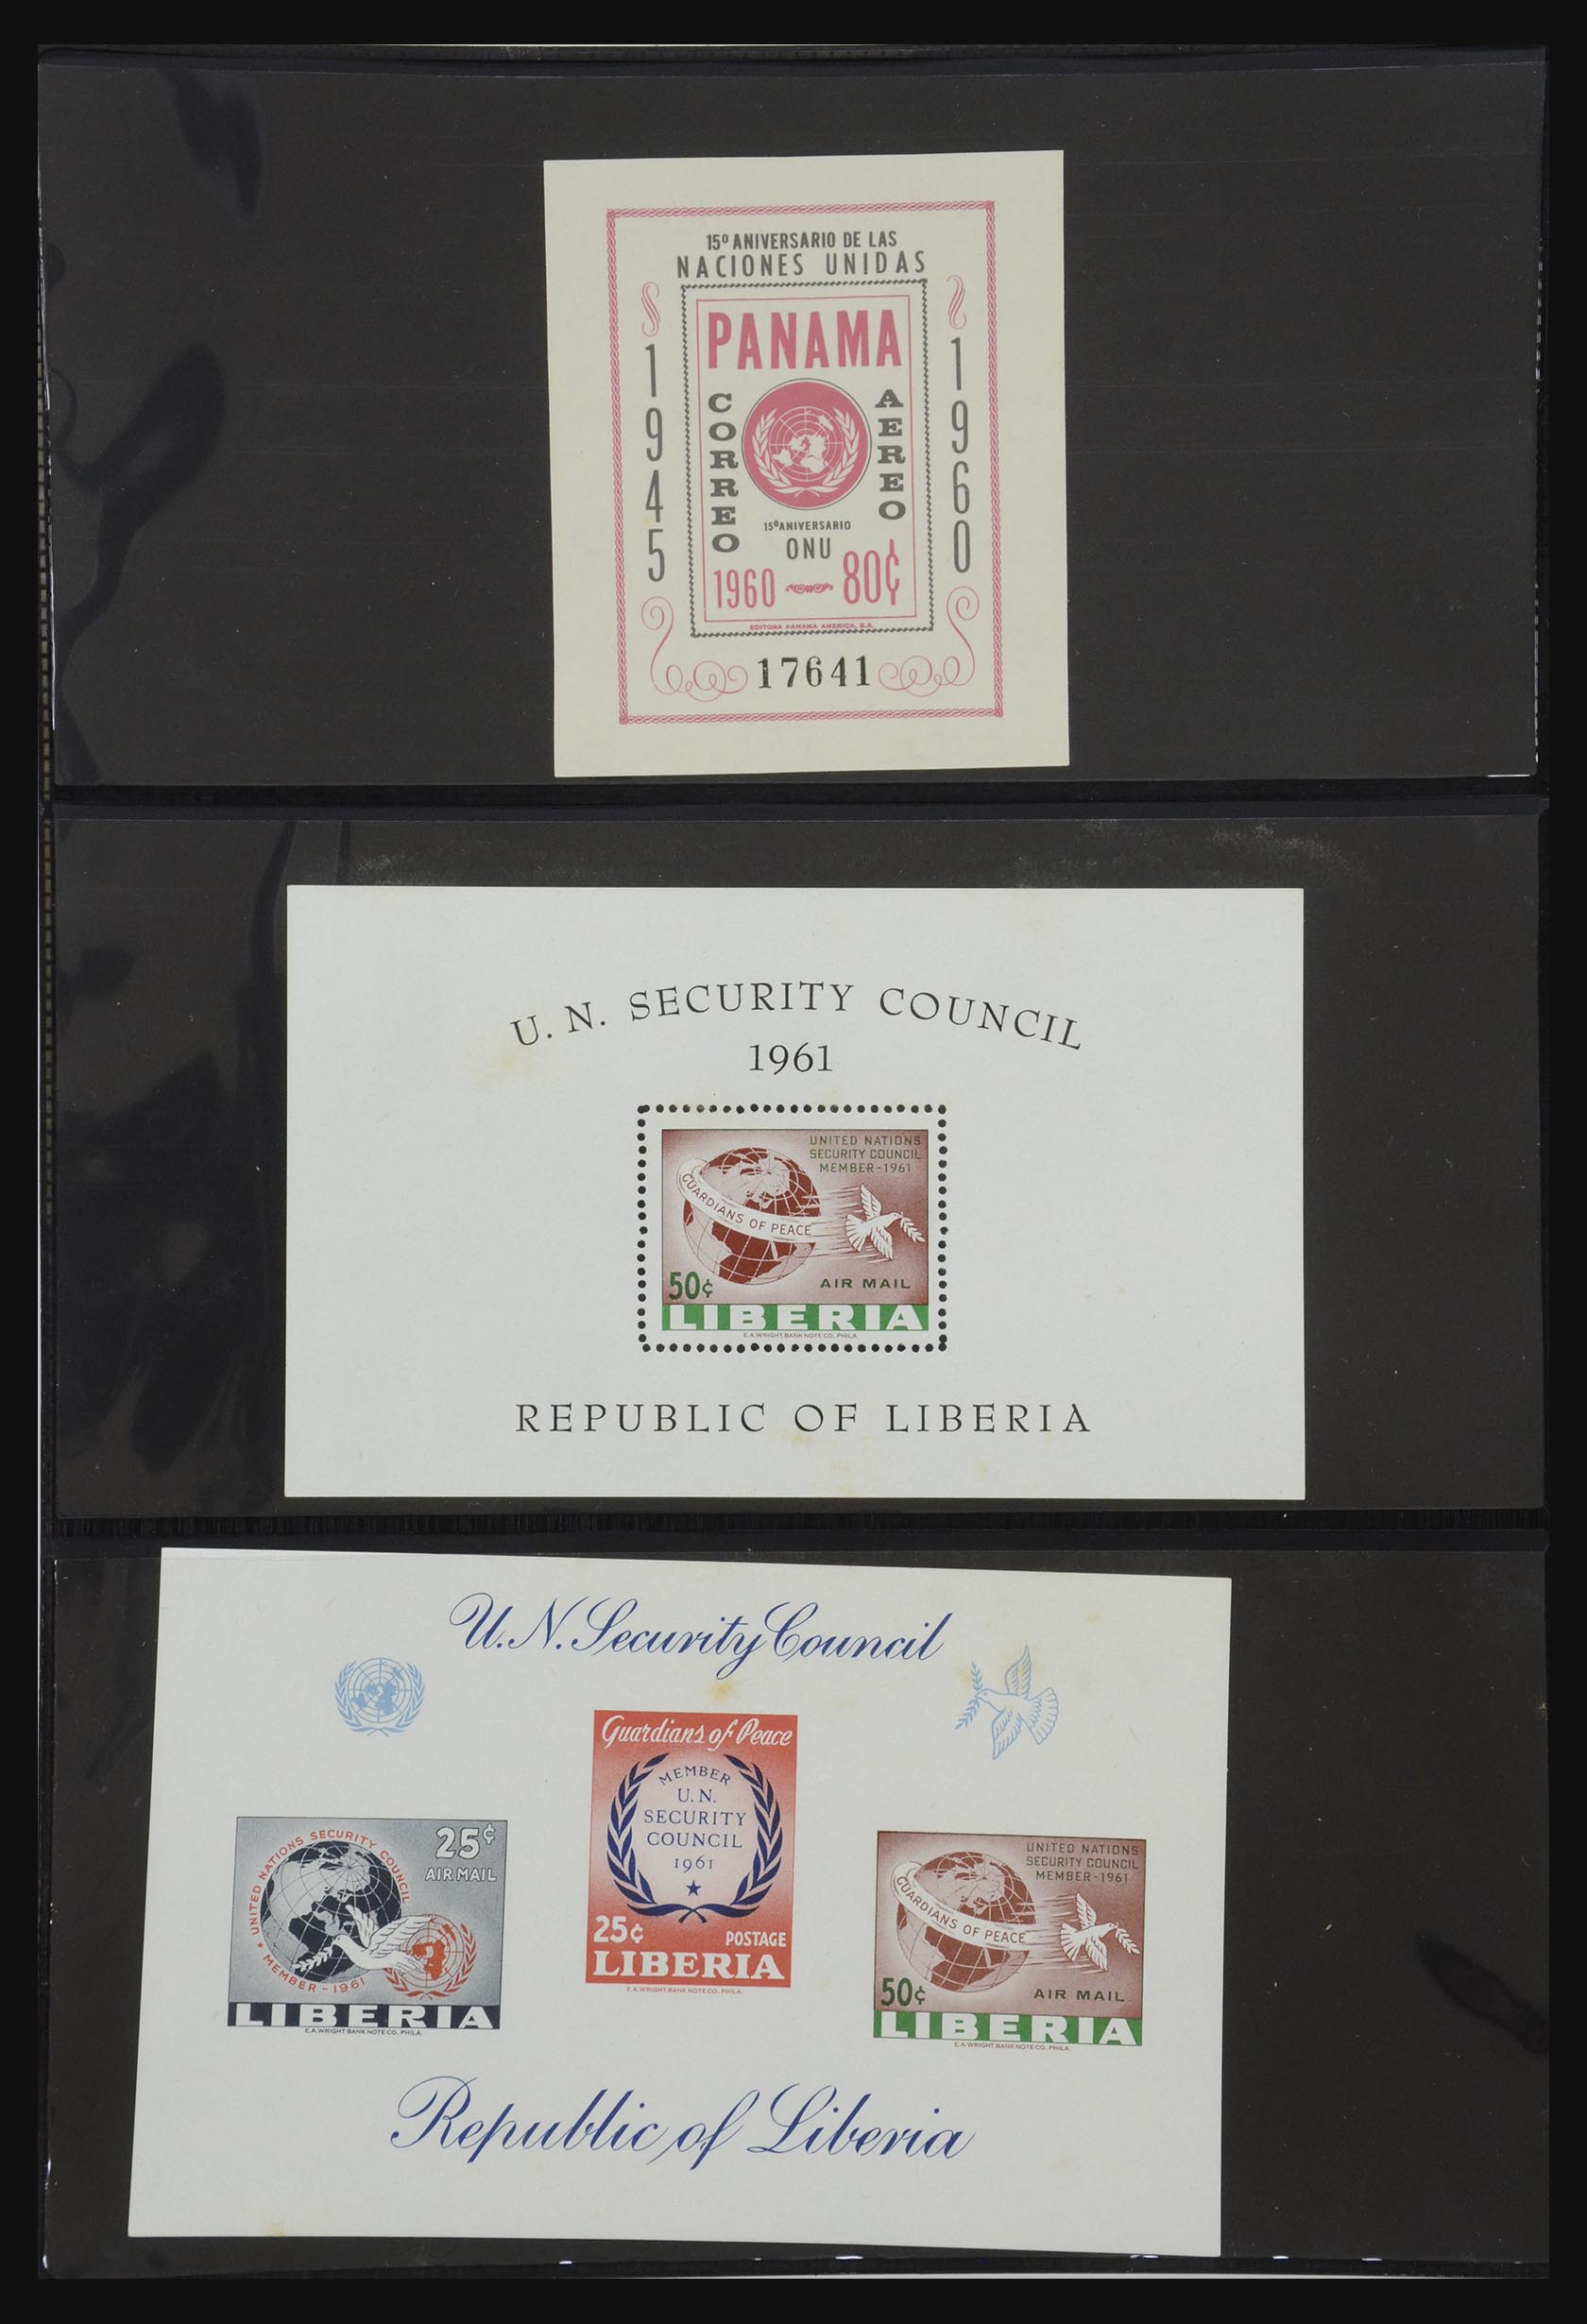 15º ANIVERSARIO DE LAS
NACIONES UNIDAS
1945
1960
PANAMA
CORREO
AEREO
15º ANIVERSARIO
ONU
1960 80¢
EDITORA PANAMA AMERICA, S.A.
17641
U. N. SECURITY COUNCIL
1961
UNITED NATIONS
SECURITY COUNCIL
MEMBER-1961
GUARDIANS OF PEACE
50¢
AIR MAIL
LIBERIA
E.A. WRIGHT BANK NOTE CO., PHILA.
REPUBLIC OF LIBERIA
U.N. Security Council
Guardians of Peace
MEMBER
U.N.
SECURITY
COUNCIL
1961
25¢
POSTAGE
LIBERIA
E.A. WRIGHT BANK NOTE CO., PHILA.
UNITED NATIONS SECURITY COUNCIL
MEMBER-1961
25¢
AIR MAIL
LIBERIA
E.A. WRIGHT BANK NOTE CO., PHILA.
UNITED NATIONS
SECURITY COUNCIL
MEMBER-1961
GUARDIANS OF PEACE
50¢
AIR MAIL
LIBERIA
E.A. WRIGHT BANK NOTE CO., PHILA.
Republic of Liberia